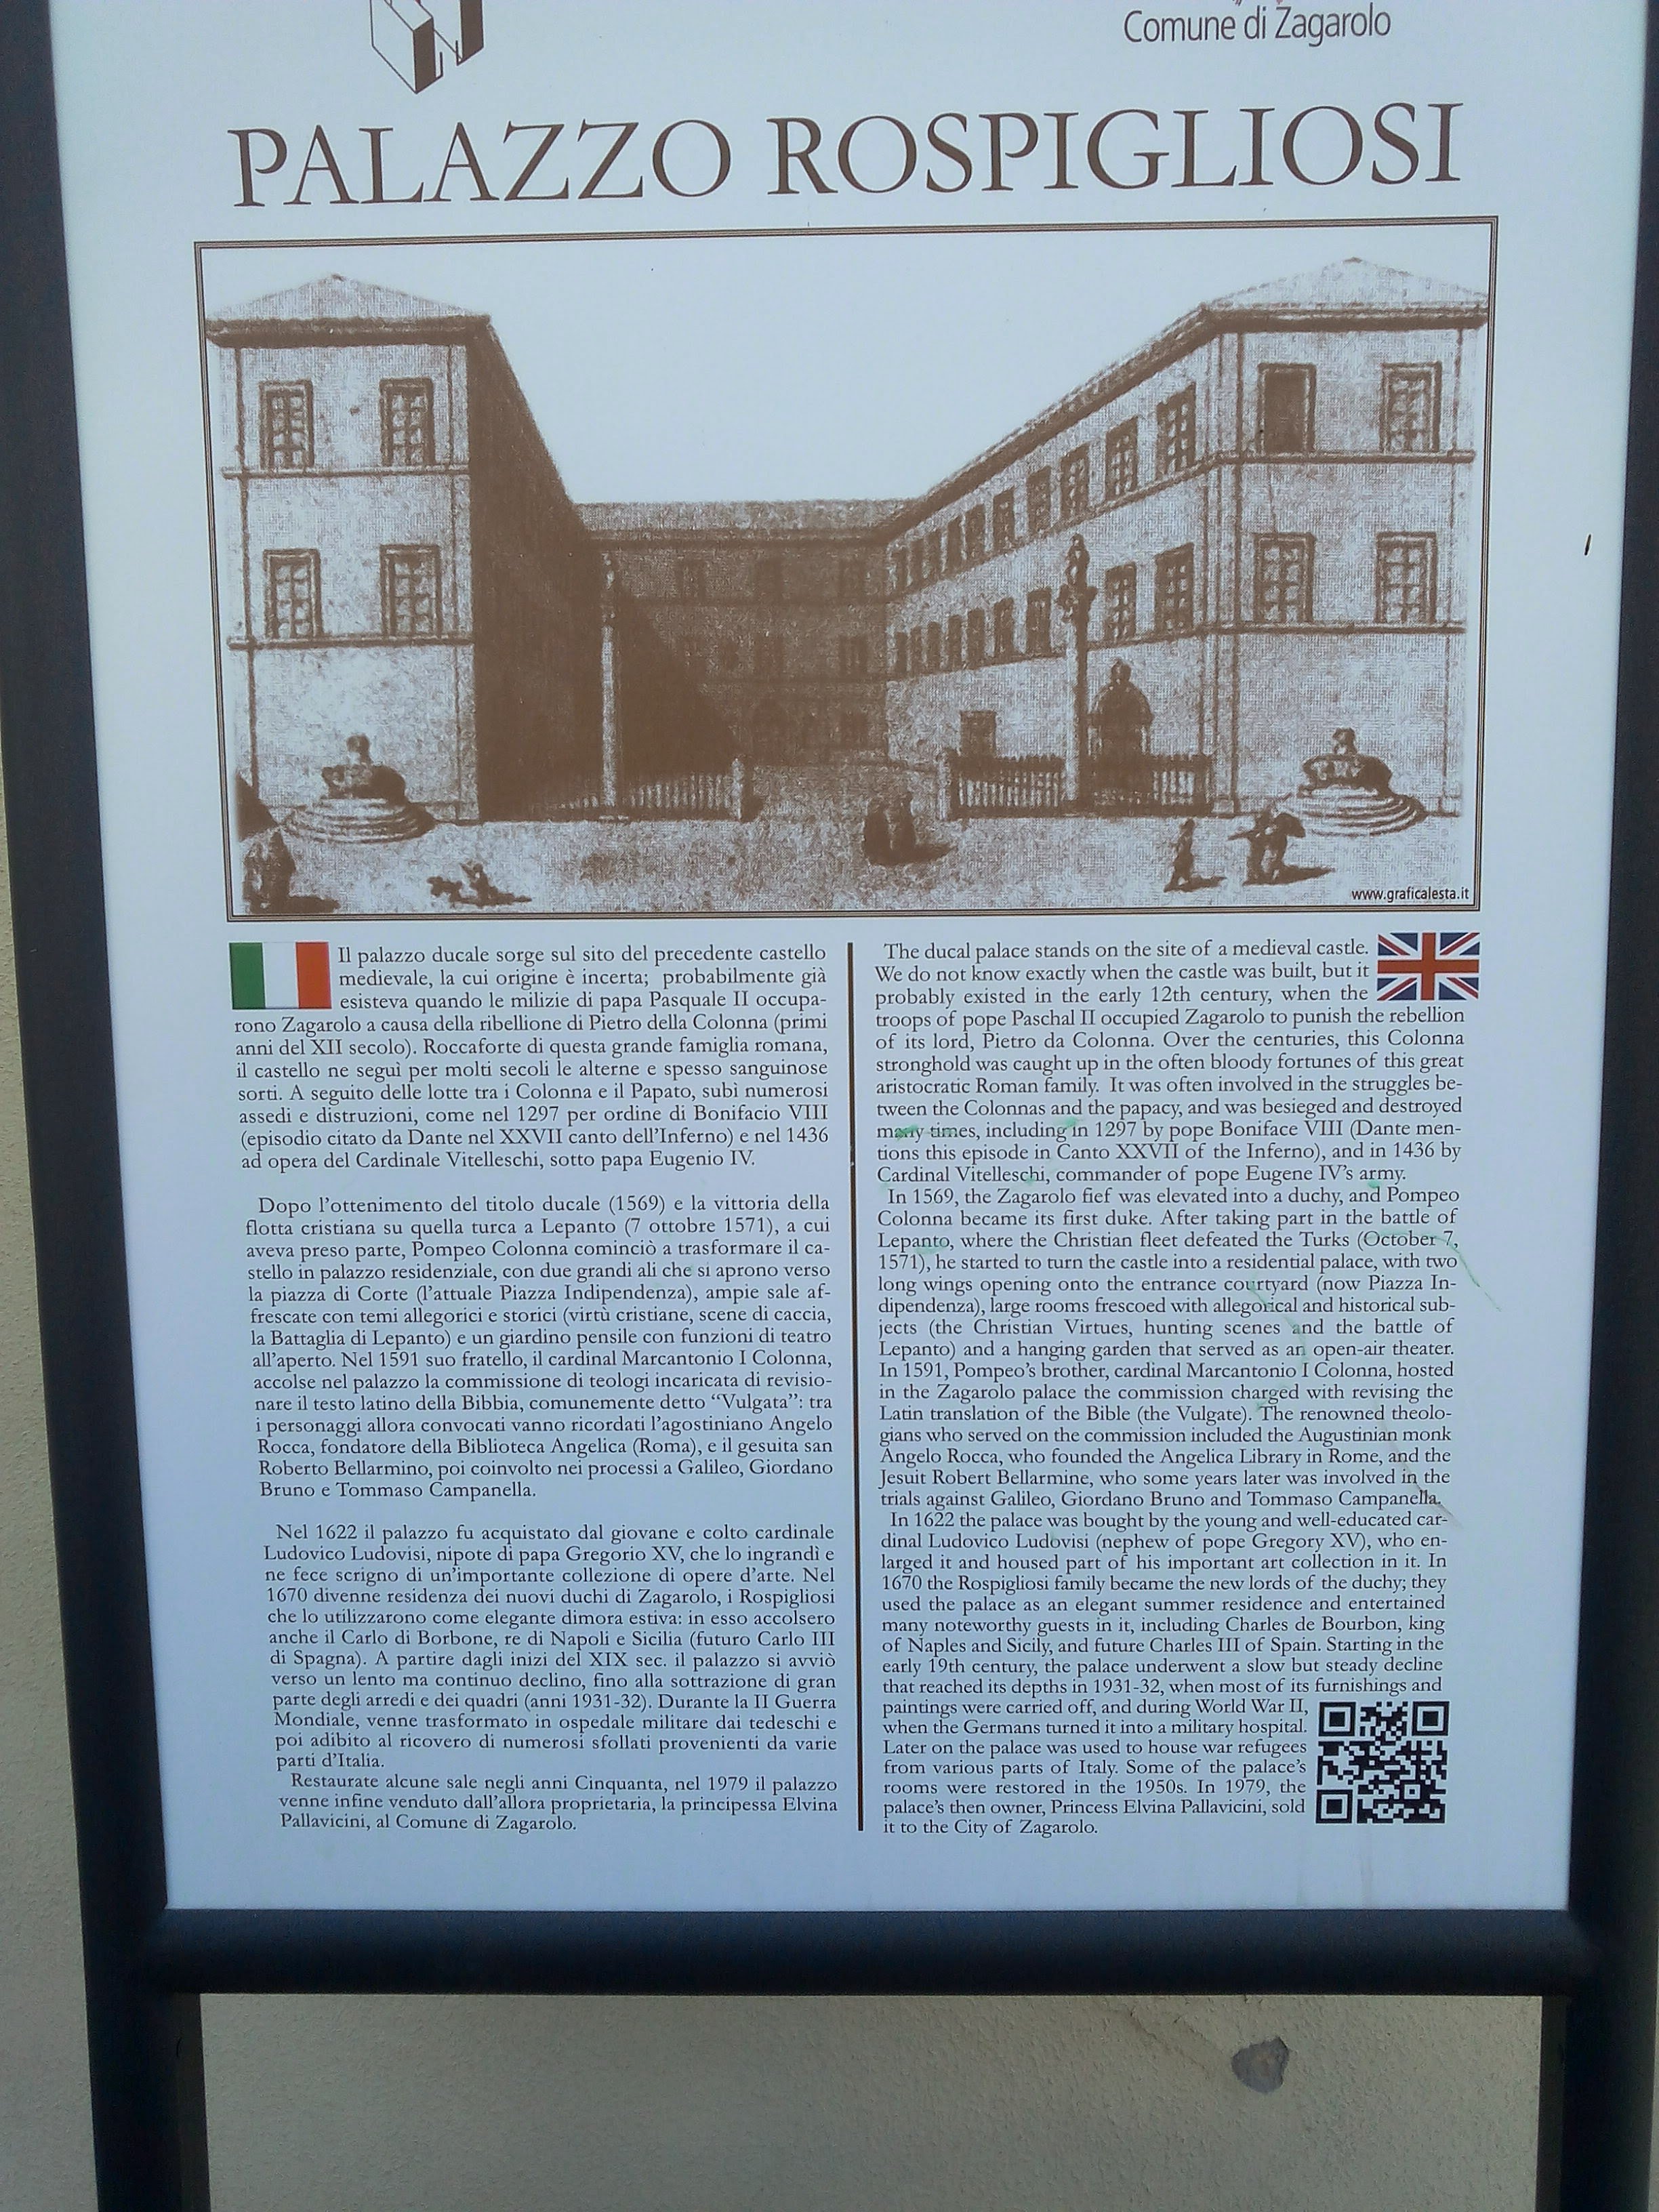 Comune di Zagarolo
PALAZZO ROSPIGLIOSI
www.graficalesta.it
Il palazzo ducale sorge sul sito del precedente castello
medievale, la cui origine è incerta; probabilmente già
esisteva quando le milizie di papa Pasquale II occupa-
rono Zagarolo a causa della ribellione di Pietro della Colonna (primi
anni del XII secolo). Roccaforte di questa grande famiglia romana,
il castello ne seguì per molti secoli le alterne e spesso sanguinose
sorti. A seguito delle lotte tra i Colonna e il Papato, subì numerosi
assedi e distruzioni, come nel 1297 per ordine di Bonifacio VIII
(episodio citato da Dante nel XXVII canto dell'Inferno) e nel 1436
ad opera del Cardinale Vitelleschi, sotto papa Eugenio IV.
Dopo l'ottenimento del titolo ducale (1569) e la vittoria della
flotta cristiana su quella turca a Lepanto (7 ottobre 1571), a cui
aveva preso parte, Pompeo Colonna cominciò a trasformare il ca-
stello in palazzo residenziale, con due grandi ali che si aprono verso
la piazza di Corte (l'attuale Piazza Indipendenza), ampie sale af-
frescate con temi allegorici e storici (virtù cristiane, scene di caccia,
la Battaglia di Lepanto) e un giardino pensile con funzioni di teatro
all'aperto. Nel 1591 suo fratello, il cardinal Marcantonio I Colonna,
accolse nel palazzo la commissione di teologi incaricata di revisio-
nare il testo latino della Bibbia, comunemente detto “Vulgata”: tra
i personaggi allora convocati vanno ricordati l'agostiniano Angelo
Rocca, fondatore della Biblioteca Angelica (Roma), e il gesuita san
Roberto Bellarmino, poi coinvolto nei processi a Galileo, Giordano
Bruno e Tommaso Campanella.
Nel 1622 il palazzo fu acquistato dal giovane e colto cardinale
Ludovico Ludovisi, nipote di papa Gregorio XV, che lo ingrandì e
ne fece scrigno di un'importante collezione di opere d'arte. Nel
1670 divenne residenza dei nuovi duchi di Zagarolo, i Rospigliosi
che lo utilizzarono come elegante dimora estiva: in esso accolsero
anche il Carlo di Borbone, re di Napoli e Sicilia (futuro Carlo III
di Spagna). A partire dagli inizi del XIX sec. il palazzo si avviò
verso un lento ma continuo declino, fino alla sottrazione di gran
parte degli arredi e dei quadri (anni 1931-32). Durante la II Guerra
Mondiale, venne trasformato in ospedale militare dai tedeschi e
poi adibito al ricovero di numerosi sfollati provenienti da varie
parti d'Italia.
Restaurate alcune sale negli anni Cinquanta, nel 1979 il palazzo
venne infine venduto dall'allora proprietaria, la principessa Elvina
Pallavicini, al Comune di Zagarolo.
The ducal palace stands on the site of a medieval castle.
We do not know exactly when the castle was built, but it
probably existed in the early 12th century, when the
troops of pope Paschal II occupied Zagarolo to punish the rebellion
of its lord, Pietro da Colonna. Over the centuries, this Colonna
stronghold was caught up in the often bloody fortunes of this great
aristocratic Roman family. It was often involved in the struggles be-
tween the Colonnas and the papacy, and was besieged and destroyed
many times, including in 1297 by pope Boniface VIII (Dante men-
tions this episode in Canto XXVII of the Inferno), and in 1436 by
Cardinal Vitelleschi, commander of pope Eugene IV's army.
In 1569, the Zagarolo fief was elevated into a duchy, and Pompeo
Colonna became its first duke. After taking part in the battle of
Lepanto, where the Christian fleet defeated the Turks (October 7,
1571), he started to turn the castle into a residential palace, with two
long wings opening onto the entrance courtyard (now Piazza In-
dipendenza), large rooms frescoed with allegorical and historical sub-
jects (the Christian Virtues, hunting scenes and the battle of
Lepanto) and a hanging garden that served as an open-air theater.
In 1591, Pompeo's brother, cardinal Marcantonio I Colonna, hosted
in the Zagarolo palace the commission charged with revising the
Latin translation of the Bible (the Vulgate). The renowned theolo-
gians who served on the commission included the Augustinian monk
Angelo Rocca, who founded the Angelica Library in Rome, and the
Jesuit Robert Bellarmine, who some years later was involved in the
trials against Galileo, Giordano Bruno and Tommaso Campanella.
In 1622 the palace was bought by the young and well-educated car-
dinal Ludovico Ludovisi (nephew of pope Gregory XV), who en-
larged it and housed part of his important art collection in it. In
1670 the Rospigliosi family became the new lords of the duchy; they
used the palace as an elegant summer residence and entertained
many noteworthy guests in it, including Charles de Bourbon, king
of Naples and Sicily, and future Charles III of Spain. Starting in the
early 19th century, the palace underwent a slow but steady decline
that reached its depths in 1931-32, when most of its furnishings and
paintings were carried off, and during World War II,
when the Germans turned it into a military hospital.
Later on the palace was used to house war refugees
from various parts of Italy. Some of the palace's
rooms were restored in the 1950s. In 1979, the
palace's then owner, Princess Elvina Pallavicini, sold
it to the City of Zagarolo.